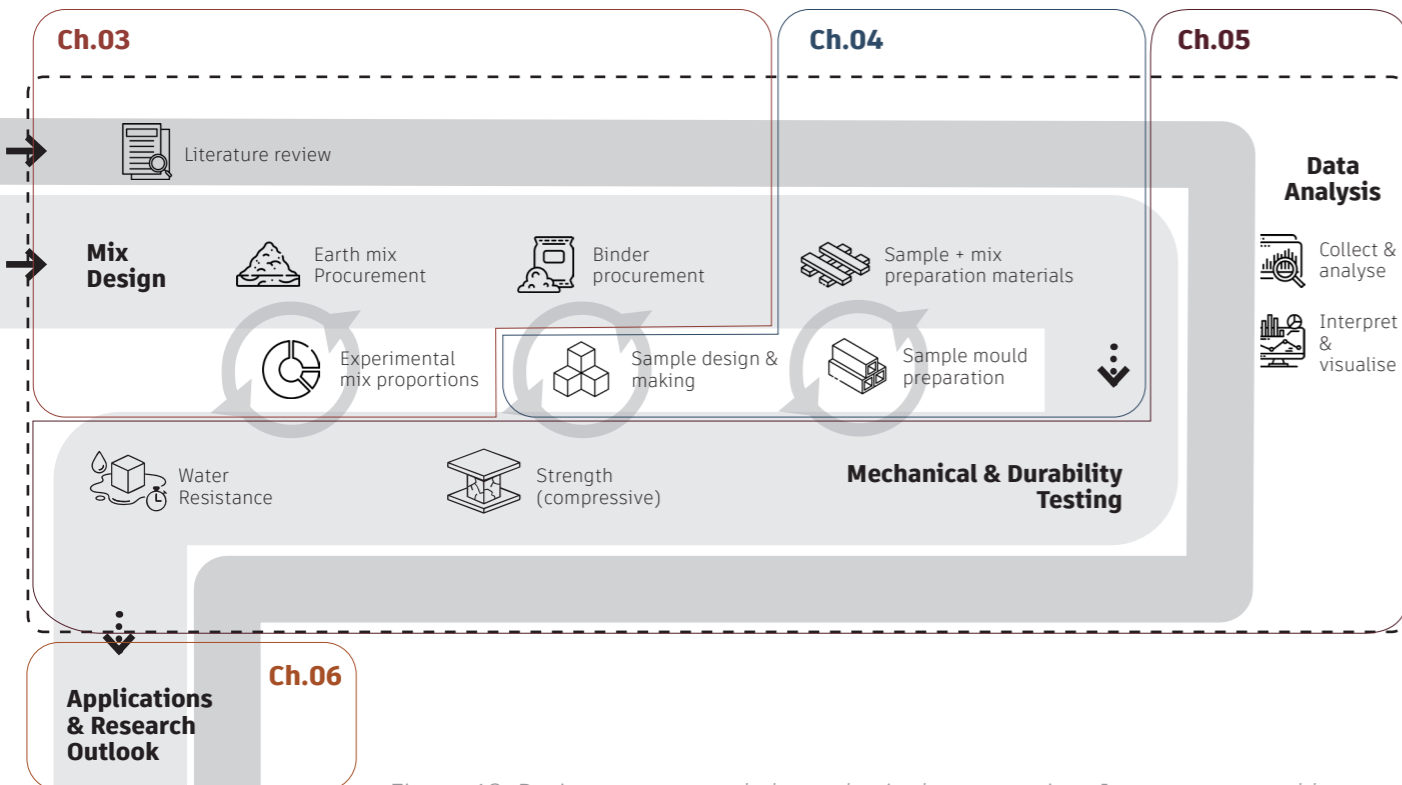 Ch.03
Ch.04
Ch.05
Literature review
Data
Analysis
Mix
Design
Earth mix
Procurement
Binder
procurement
Sample + mix
preparation materials
Collect &
analyse
Interpret
&
visualise
Experimental
mix proportions
Sample design &
making
Sample mould
preparation
Water
Resistance
Strength
(compressive)
Mechanical & Durability
Testing
Ch.06
Applications
& Research
Outlook